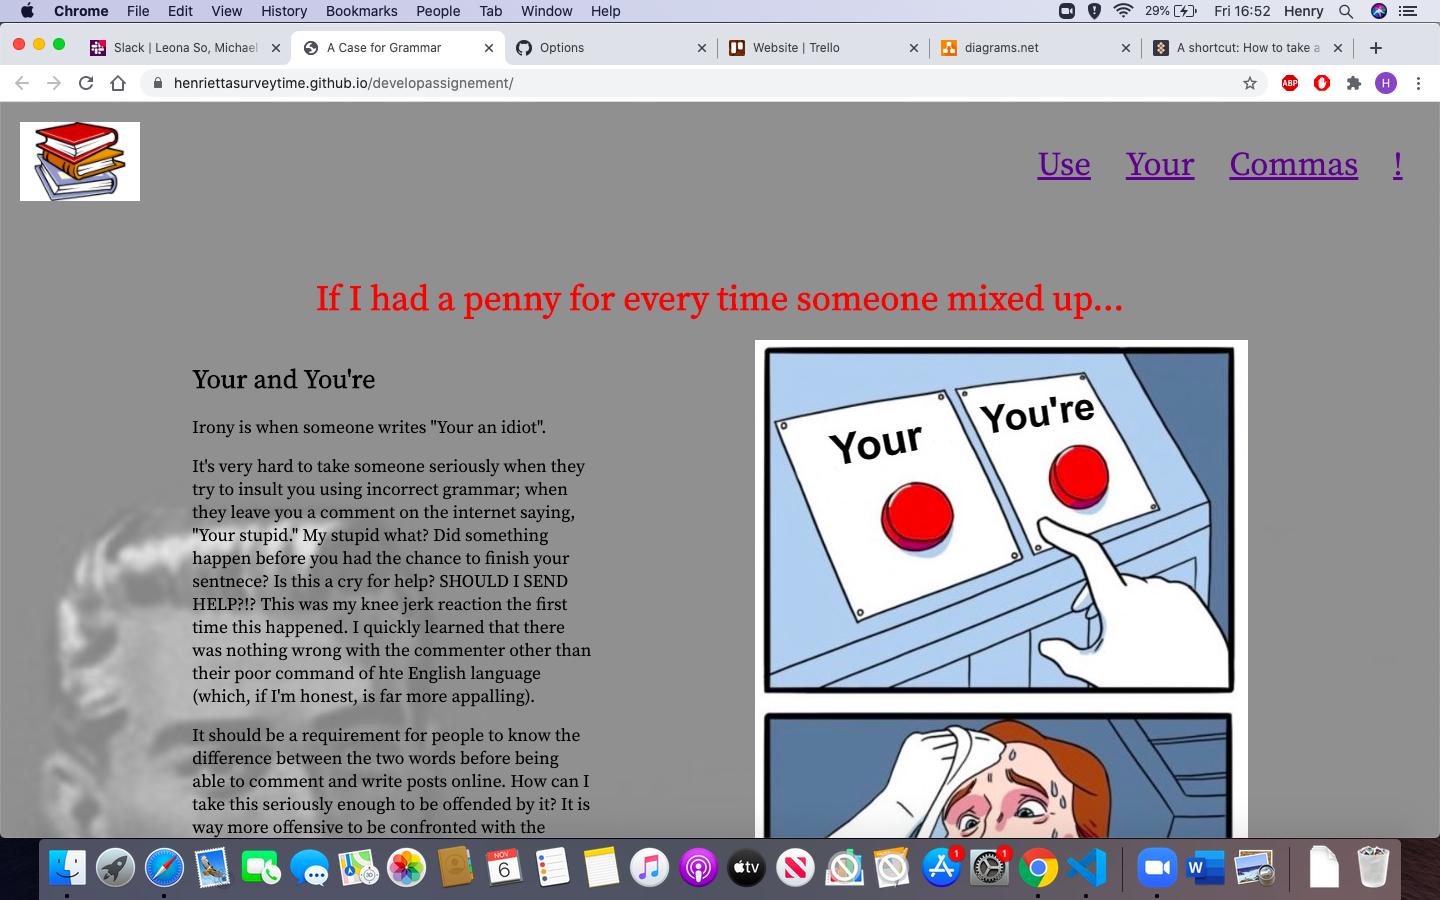 Chrome File Edit View History Bookmarks People Tab Window Help 29% Fri 16:52 Henry
Slack | Leona So, Michael
A Case for Grammar
Options
Website | Trello
diagrams.net
A shortcut: How to take a
henriettasurveytime.github.io/developassignement/
ABP
H
Use Your Commas !
If I had a penny for every time someone mixed up...
Your and You're
Irony is when someone writes "Your an idiot".
It's very hard to take someone seriously when they
try to insult you using incorrect grammar; when
they leave you a comment on the internet saying,
"Your stupid." My stupid what? Did something
happen before you had the chance to finish your
sentnece? Is this a cry for help? SHOULD I SEND
HELP?!? This was my knee jerk reaction the first
time this happened. I quickly learned that there
was nothing wrong with the commenter other than
their poor command of hte English language
(which, if I'm honest, is far more appalling).
It should be a requirement for people to know the
difference between the two words before being
able to comment and write posts online. How can I
take this seriously enough to be offended by it? It is
way more offensive to be confronted with the
Your
You're
NOV
6
tv
1
1
W